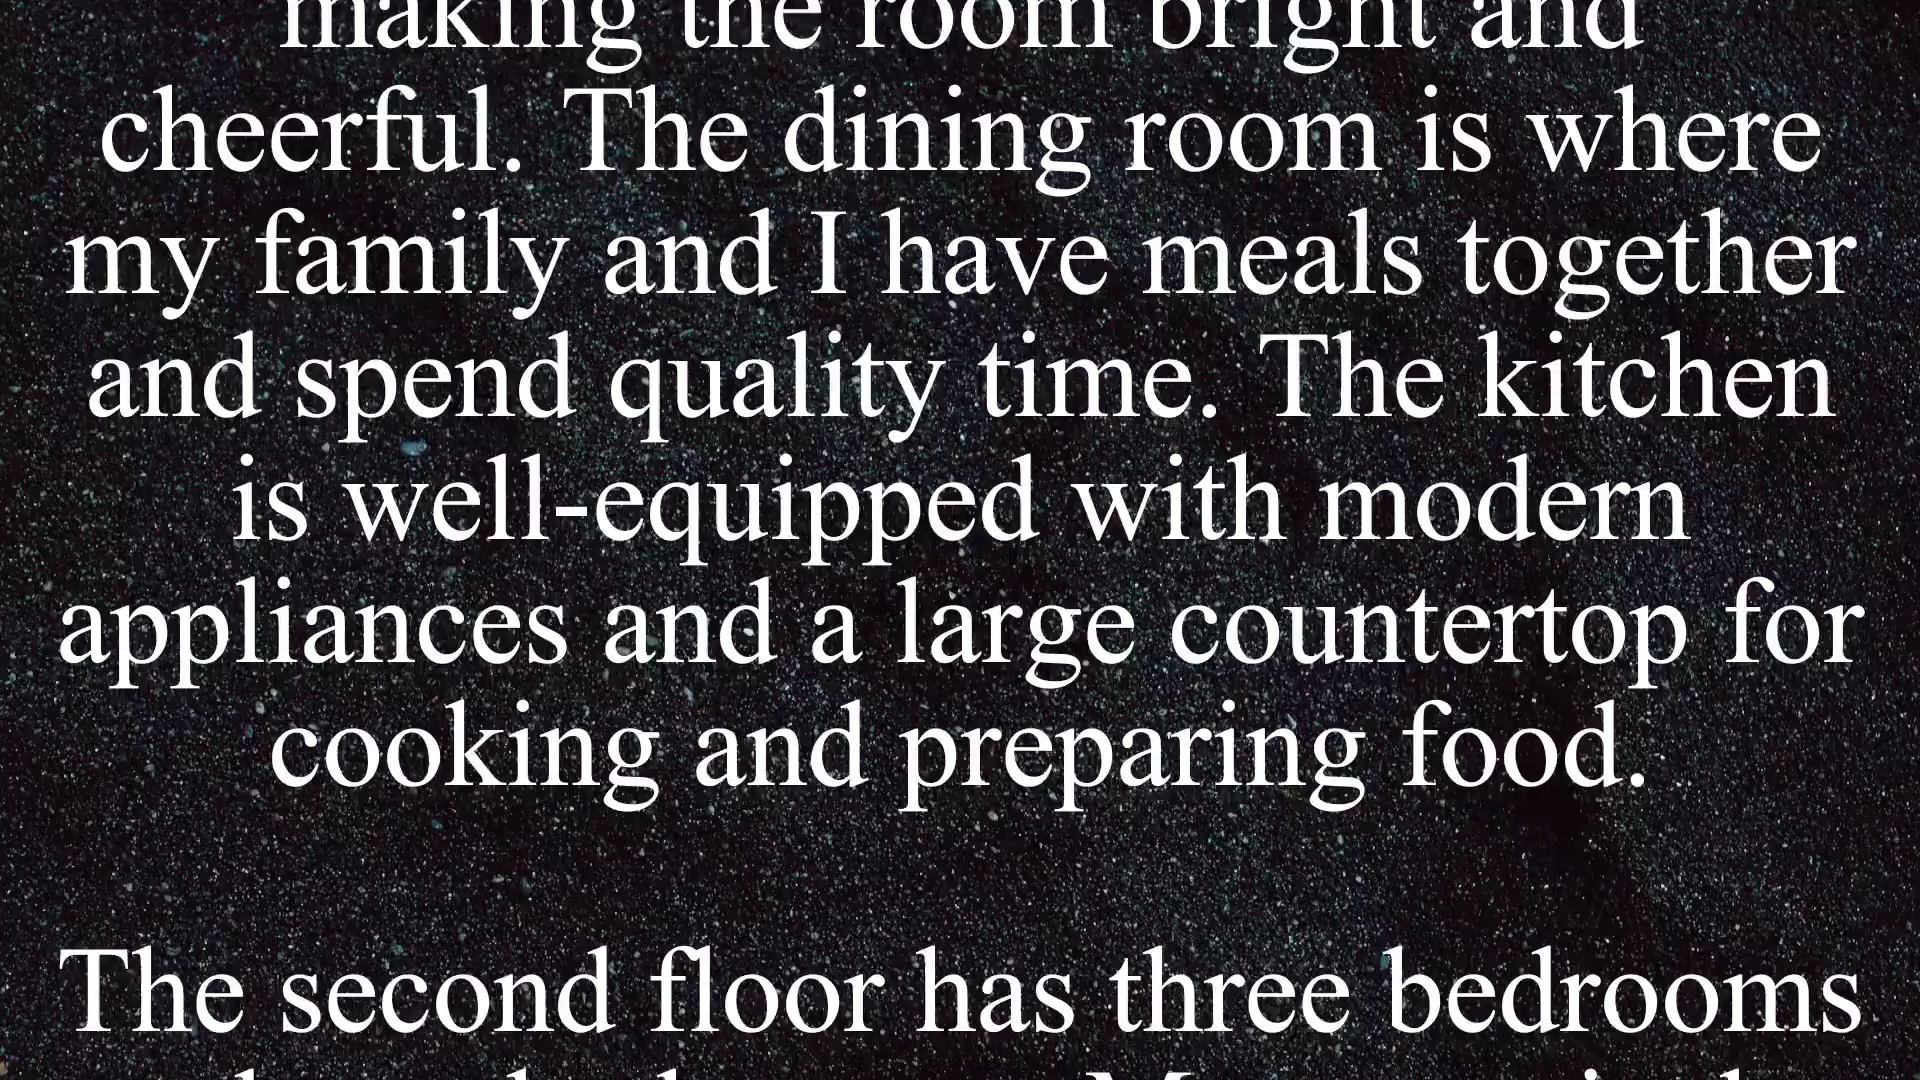 making the room bright and
cheerful. The dining room is where
my family and I have meals together
and spend quality time. The kitchen
is well-equipped with modern
appliances and a large countertop for
cooking and preparing food.
The second floor has three bedrooms